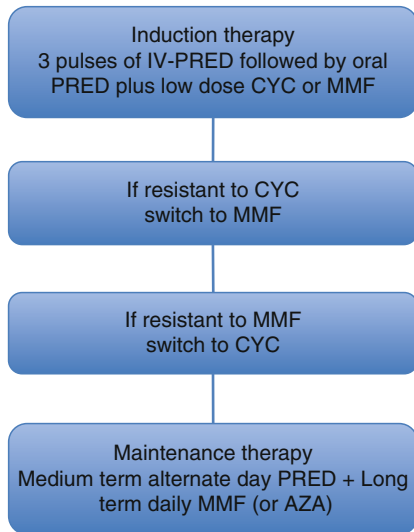 Induction therapy
3 pulses of IV-PRED followed by oral
PRED plus low dose CYC or MMF
If resistant to CYC
switch to MMF
If resistant to MMF
switch to CYC
Maintenance therapy
Medium term alternate day PRED + Long
term daily MMF (or AZA)